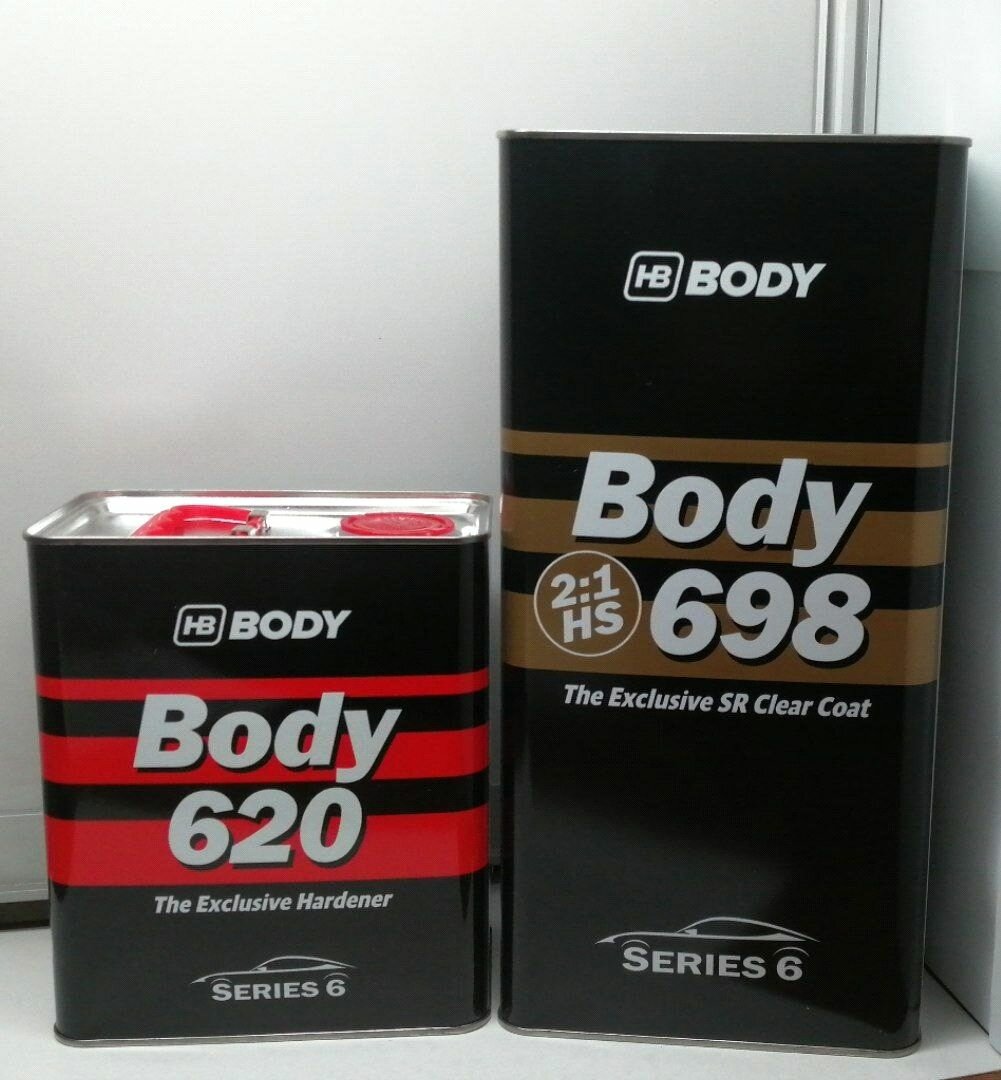 HB BODY
Body
620
The Exclusive Hardener
SERIES 6
HB BODY
Body
2:1
HS
698
The Exclusive SR Clear Coat
SERIES 6